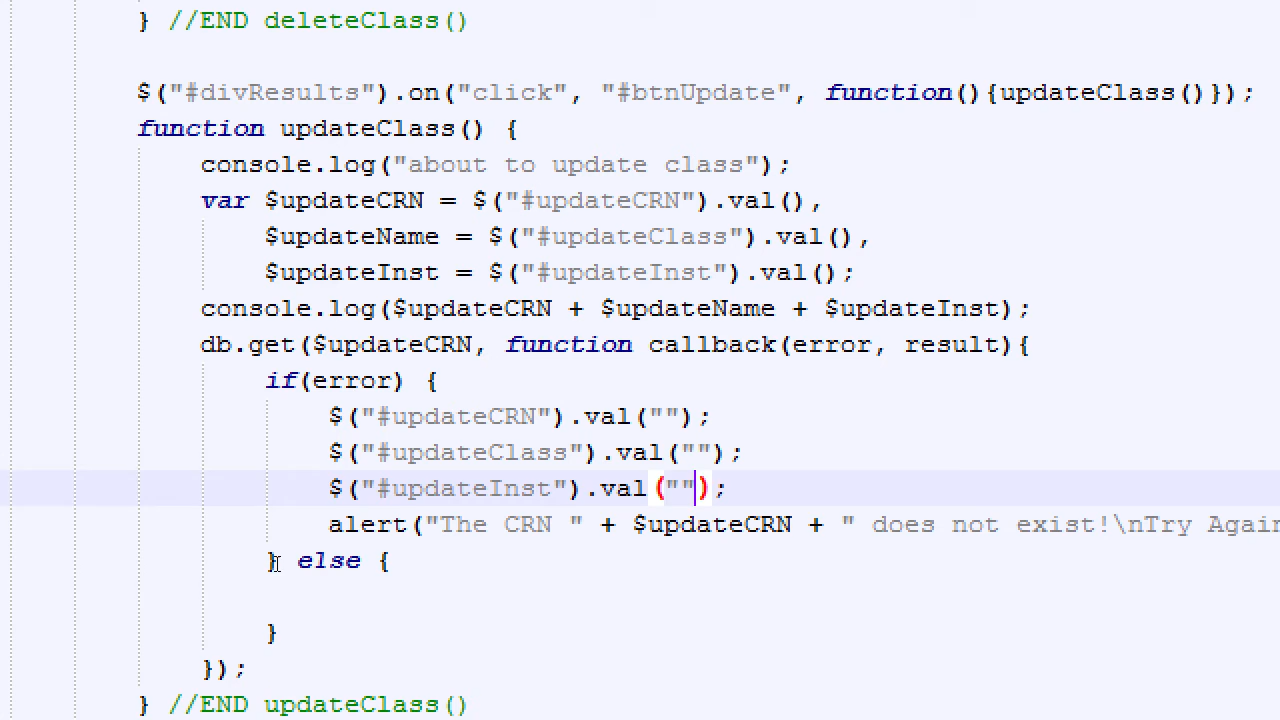 } //END deleteClass()
$("#divResults").on("click", "#btnUpdate", function(){updateClass()});
function updateClass() {
console.log("about to update class");
var $updateCRN = $("#updateCRN").val(),
$updateName = $("#updateClass").val(),
$updateInst = $("#updateInst").val();
console.log($updateCRN + $updateName + $updateInst);
db.get($updateCRN, function callback(error, result){
if(error) {
$("#updateCRN").val("");
$("#updateClass").val("");
$("#updateInst").val("");
alert("The CRN " + $updateCRN + " does not exist!\nTry Again
} else {
}
});
} //END updateClass()